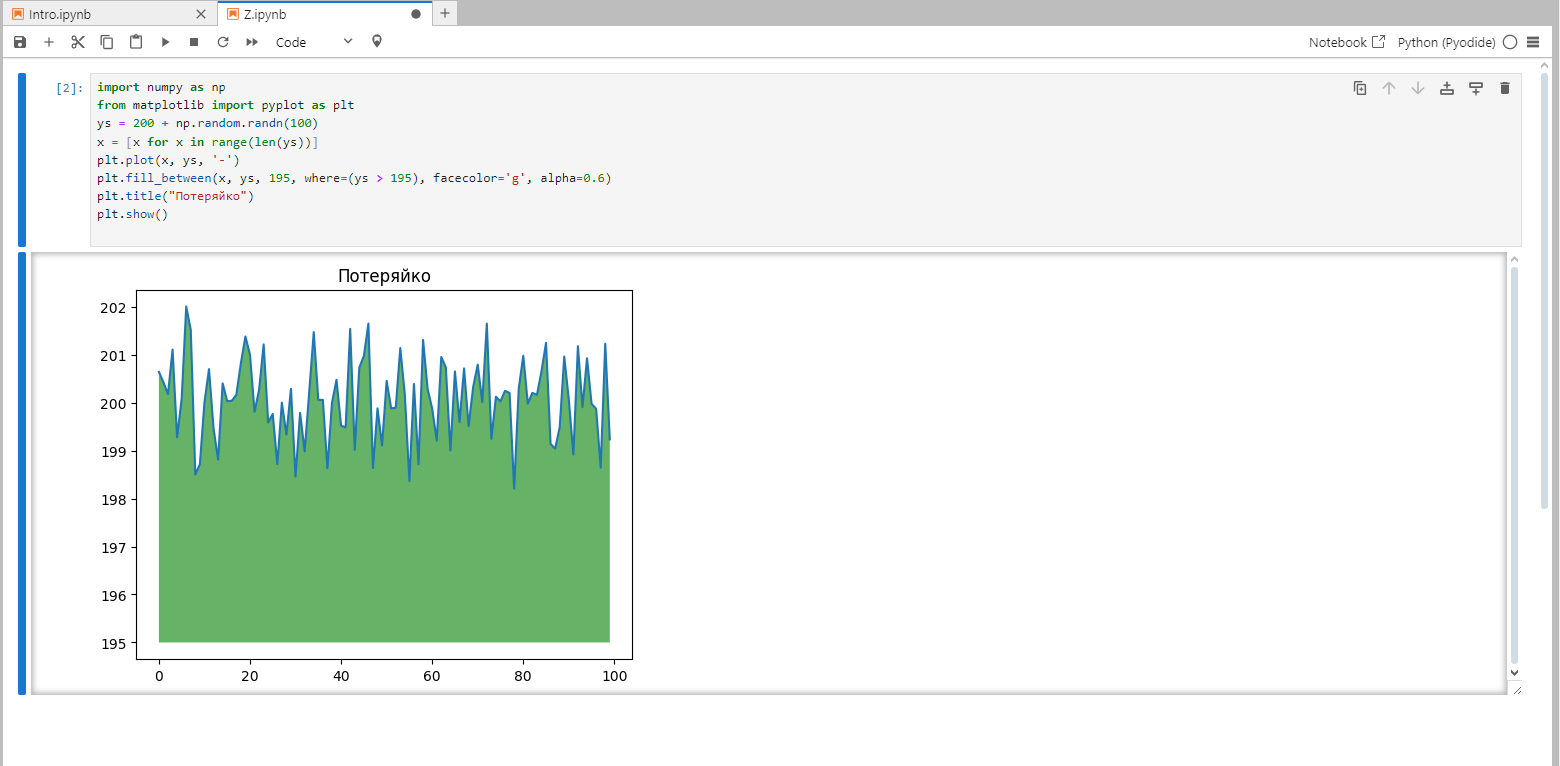 Intro.ipynb
Z.ipynb
Code
Notebook
Python (Pyodide)
[2]:
import numpy as np
from matplotlib import pyplot as plt
ys = 200 + np.random.randn(100)
x = [x for x in range(len(ys))]
plt.plot(x, ys, '-')
plt.fill_between(x, ys, 195, where=(ys > 195), facecolor='g', alpha=0.6)
plt.title("Потеряйко")
plt.show()
Потеряйко
202
201
200
199
198
197
196
195
0 20 40 60 80 100